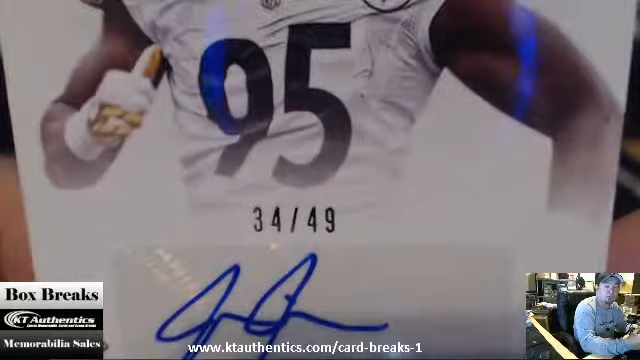 95
34/49
Box Breaks
KT Authentics
Memorabilia Sales
www.ktauthentics.com/card-breaks-1